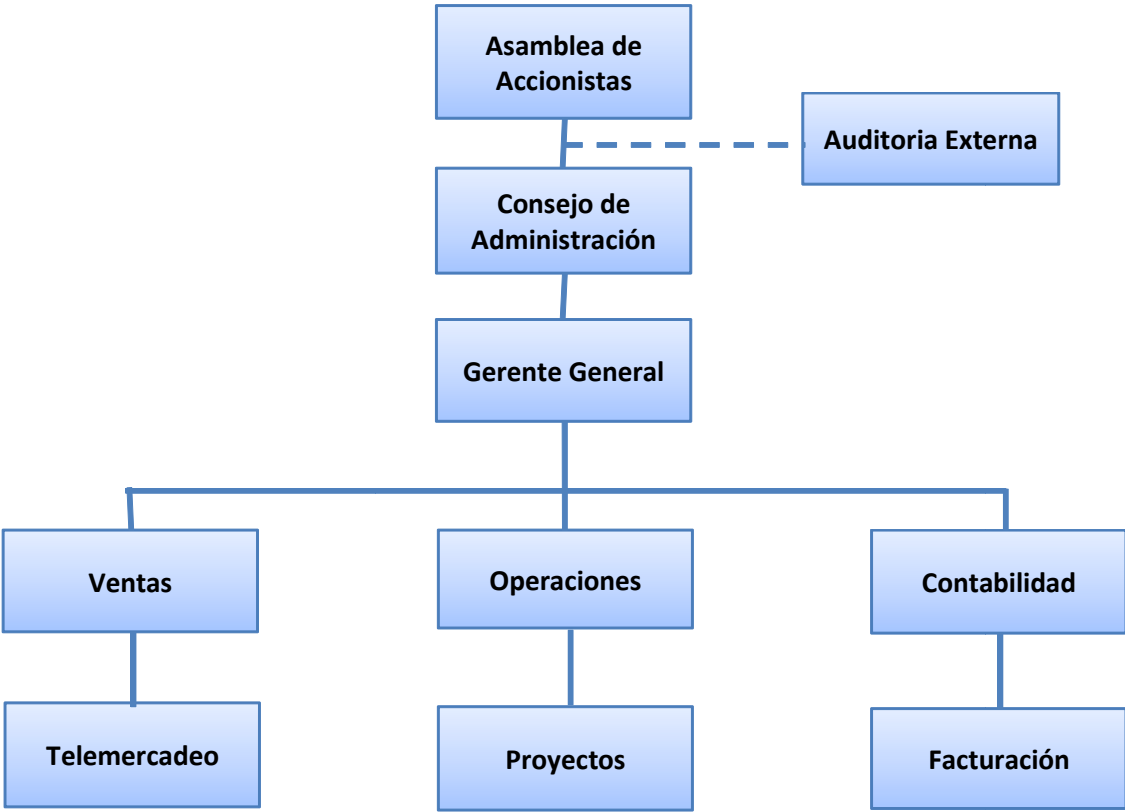 Asamblea de
Accionistas
Auditoria Externa
Consejo de
Administración
Gerente General
Ventas
Operaciones
Contabilidad
Telemercadeo
Proyectos
Facturación